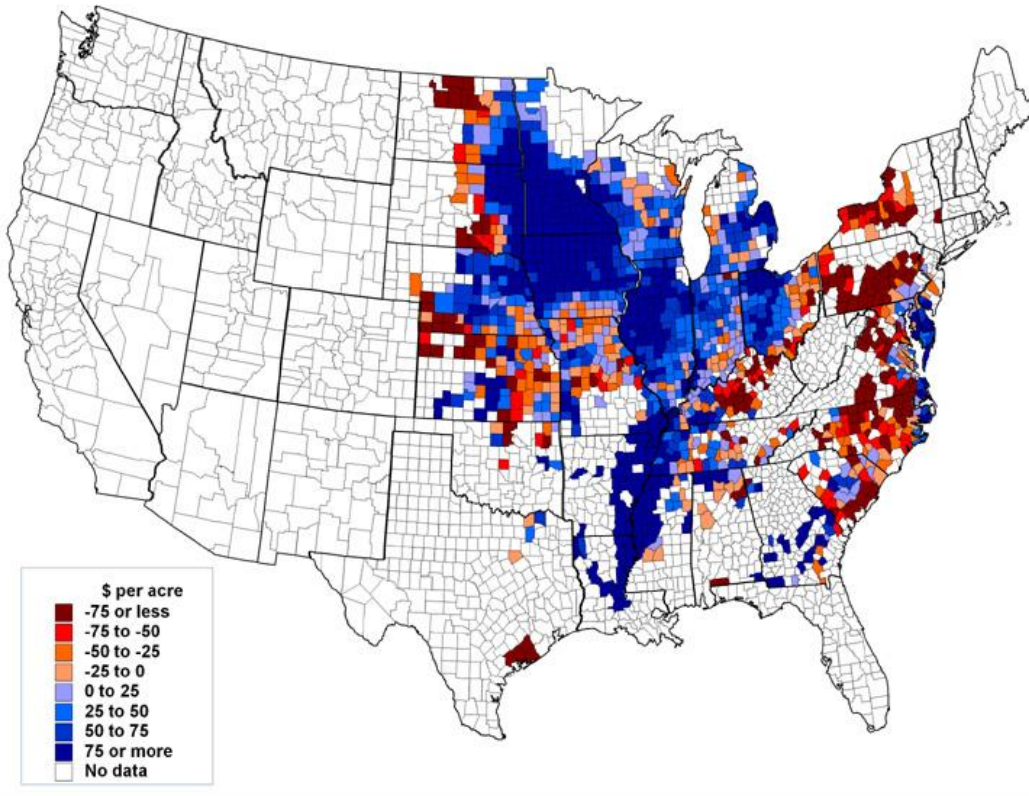 $ per acre
-75 or less
-75 to -50
-50 to -25
-25 to 0
0 to 25
25 to 50
50 to 75
75 or more
No data